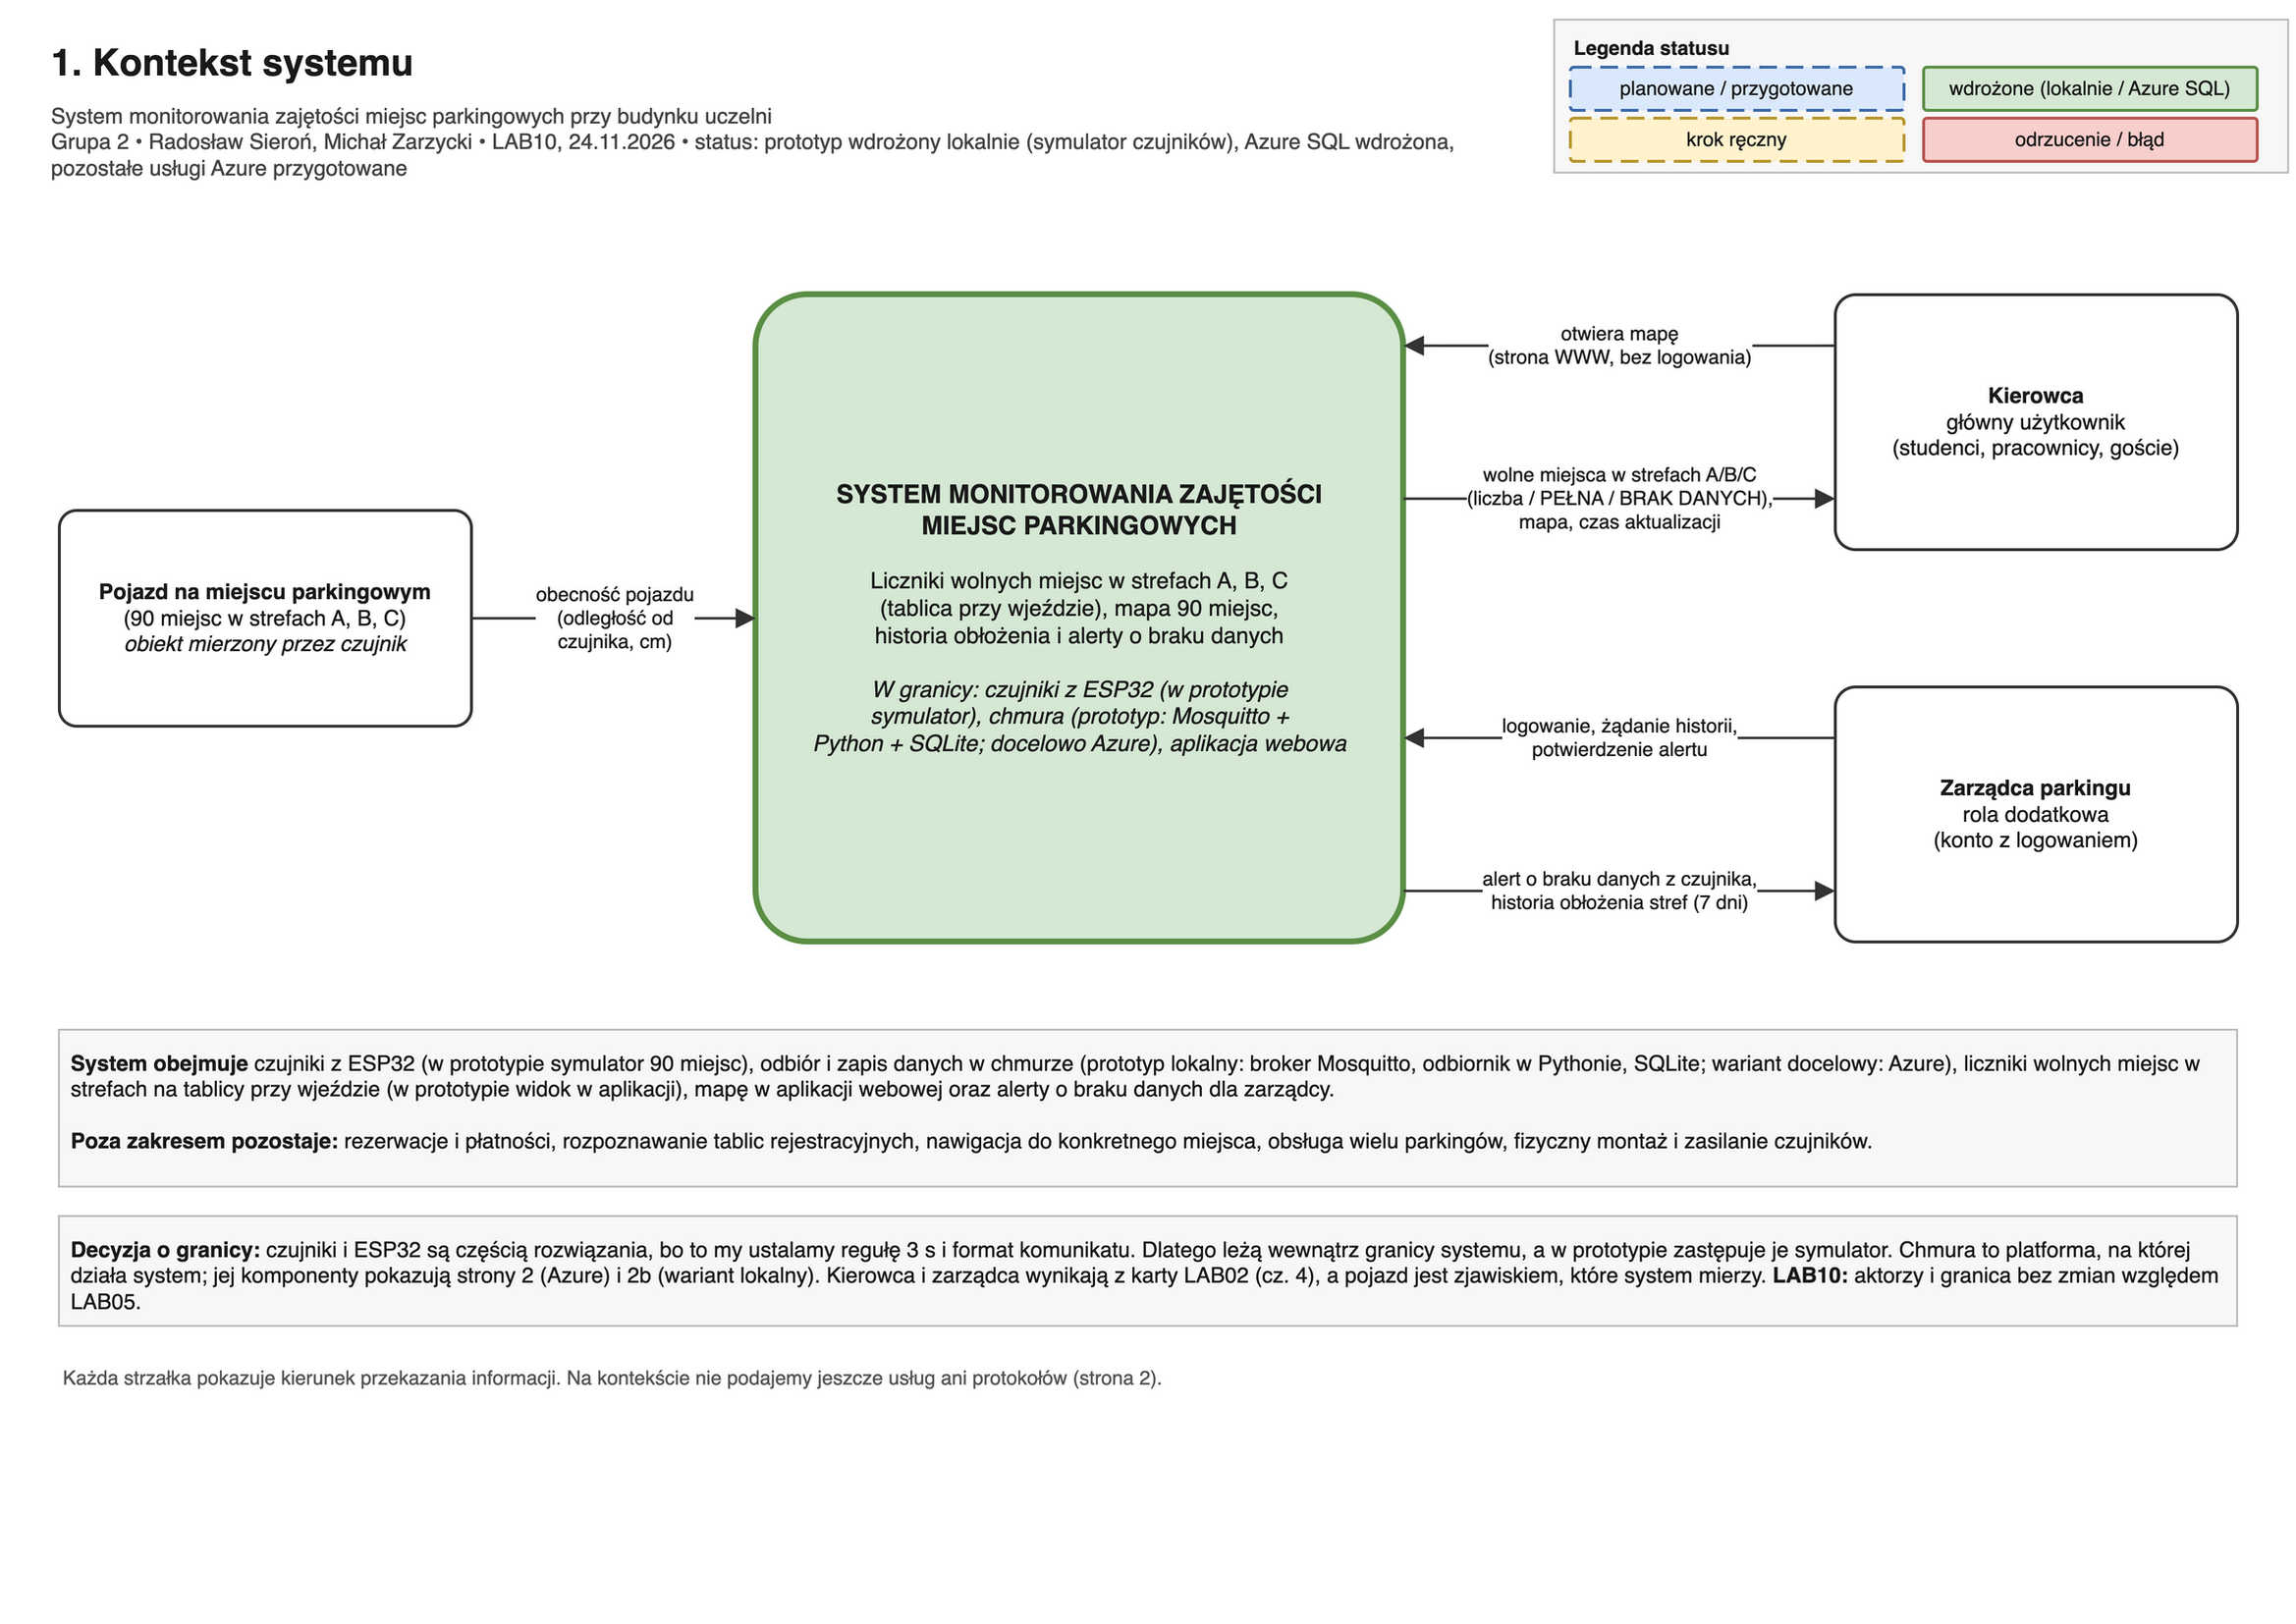 1. Kontekst systemu
System monitorowania zajętości miejsc parkingowych przy budynku uczelni
Grupa 2 • Radosław Sieroń, Michał Zarzycki • LAB10, 24.11.2026 • status: prototyp wdrożony lokalnie (symulator czujników), Azure SQL wdrożona,
pozostałe usługi Azure przygotowane
Legenda statusu
planowane / przygotowane
wdrożone (lokalnie / Azure SQL)
krok ręczny
odrzucenie / błąd
Pojazd na miejscu parkingowym
(90 miejsc w strefach A, B, C)
obiekt mierzony przez czujnik
obecność pojazdu
(odległość od
czujnika, cm)
SYSTEM MONITOROWANIA ZAJĘTOŚCI
MIEJSC PARKINGOWYCH
Liczniki wolnych miejsc w strefach A, B, C
(tablica przy wjeździe), mapa 90 miejsc,
historia obłożenia i alerty o braku danych
W granicy: czujniki z ESP32 (w prototypie
symulator), chmura (prototyp: Mosquitto +
Python + SQLite; docelowo Azure), aplikacja webowa
otwiera mapę
(strona WWW, bez logowania)
wolne miejsca w strefach A/B/C
(liczba / PEŁNA / BRAK DANYCH),
mapa, czas aktualizacji
Kierowca
główny użytkownik
(studenci, pracownicy, goście)
logowanie, żądanie historii,
potwierdzenie alertu
alert o braku danych z czujnika,
historia obłożenia stref (7 dni)
Zarządca parkingu
rola dodatkowa
(konto z logowaniem)
System obejmuje czujniki z ESP32 (w prototypie symulator 90 miejsc), odbiór i zapis danych w chmurze (prototyp lokalny: broker Mosquitto, odbiornik w Pythonie, SQLite; wariant docelowy: Azure), liczniki wolnych miejsc w
strefach na tablicy przy wjeździe (w prototypie widok w aplikacji), mapę w aplikacji webowej oraz alerty o braku danych dla zarządcy.
Poza zakresem pozostaje: rezerwacje i płatności, rozpoznawanie tablic rejestracyjnych, nawigacja do konkretnego miejsca, obsługa wielu parkingów, fizyczny montaż i zasilanie czujników.
Decyzja o granicy: czujniki i ESP32 są częścią rozwiązania, bo to my ustalamy regułę 3 s i format komunikatu. Dlatego leżą wewnątrz granicy systemu, a w prototypie zastępuje je symulator. Chmura to platforma, na której
działa system; jej komponenty pokazują strony 2 (Azure) i 2b (wariant lokalny). Kierowca i zarządca wynikają z karty LAB02 (cz. 4), a pojazd jest zjawiskiem, które system mierzy. LAB10: aktorzy i granica bez zmian względem
LAB05.
Każda strzałka pokazuje kierunek przekazania informacji. Na kontekście nie podajemy jeszcze usług ani protokołów (strona 2).